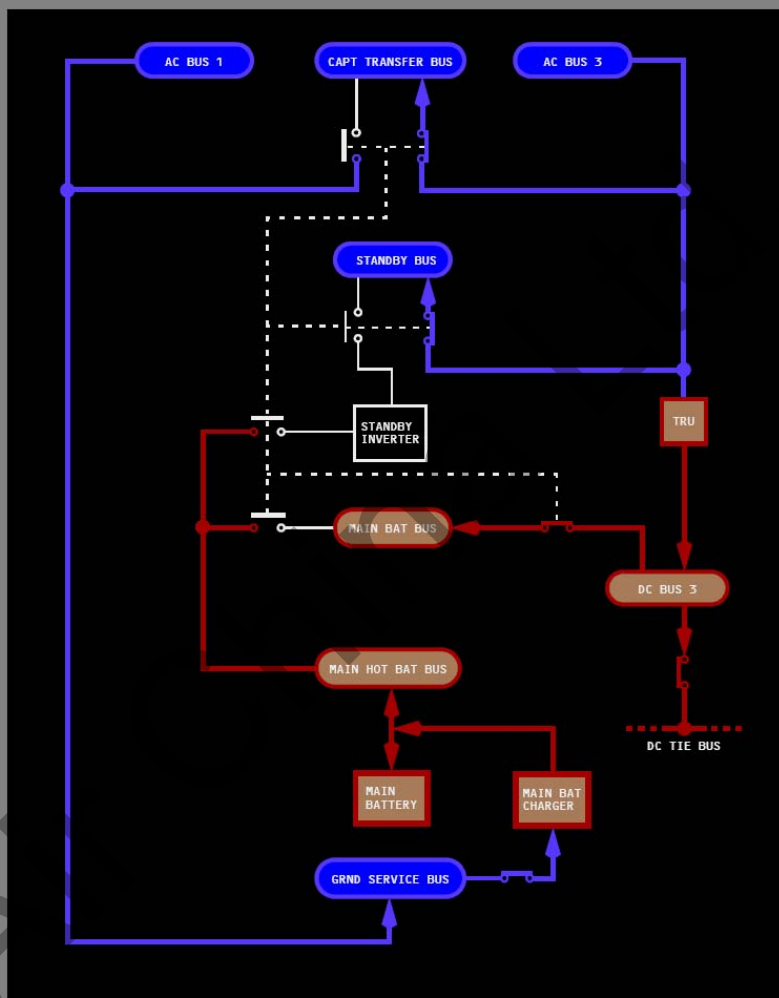 AC BUS 1
CAPT TRANSFER BUS
AC BUS 3
STANDBY BUS
STANDBY
INVERTER
TRU
MAIN BAT BUS
DC BUS 3
MAIN HOT BAT BUS
DC TIE BUS
MAIN
BATTERY
MAIN BAT
CHARGER
GRND SERVICE BUS